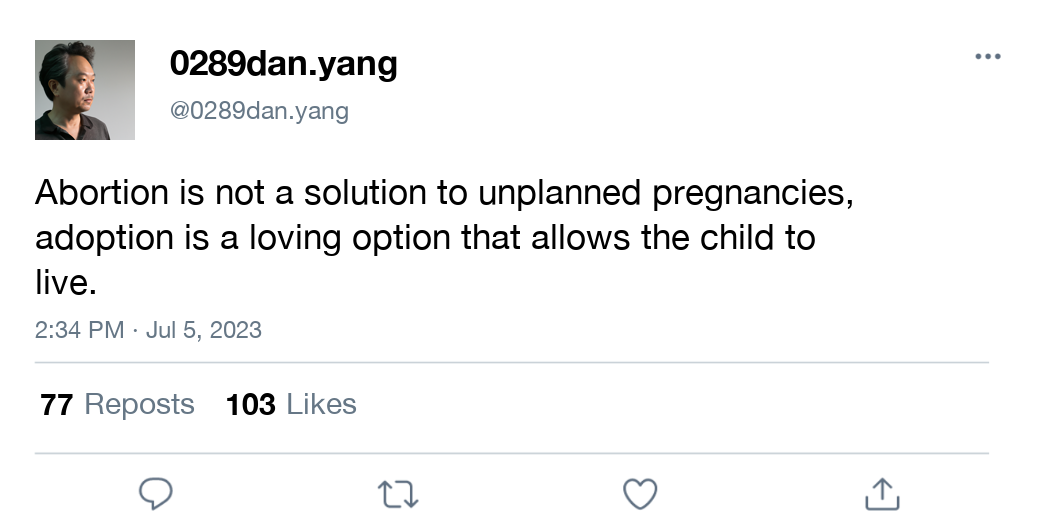 0289dan.yang
@0289dan.yang
Abortion is not a solution to unplanned pregnancies,
adoption is a loving option that allows the child to
live.
2:34 PM · Jul 5, 2023
77 Reposts 103 Likes